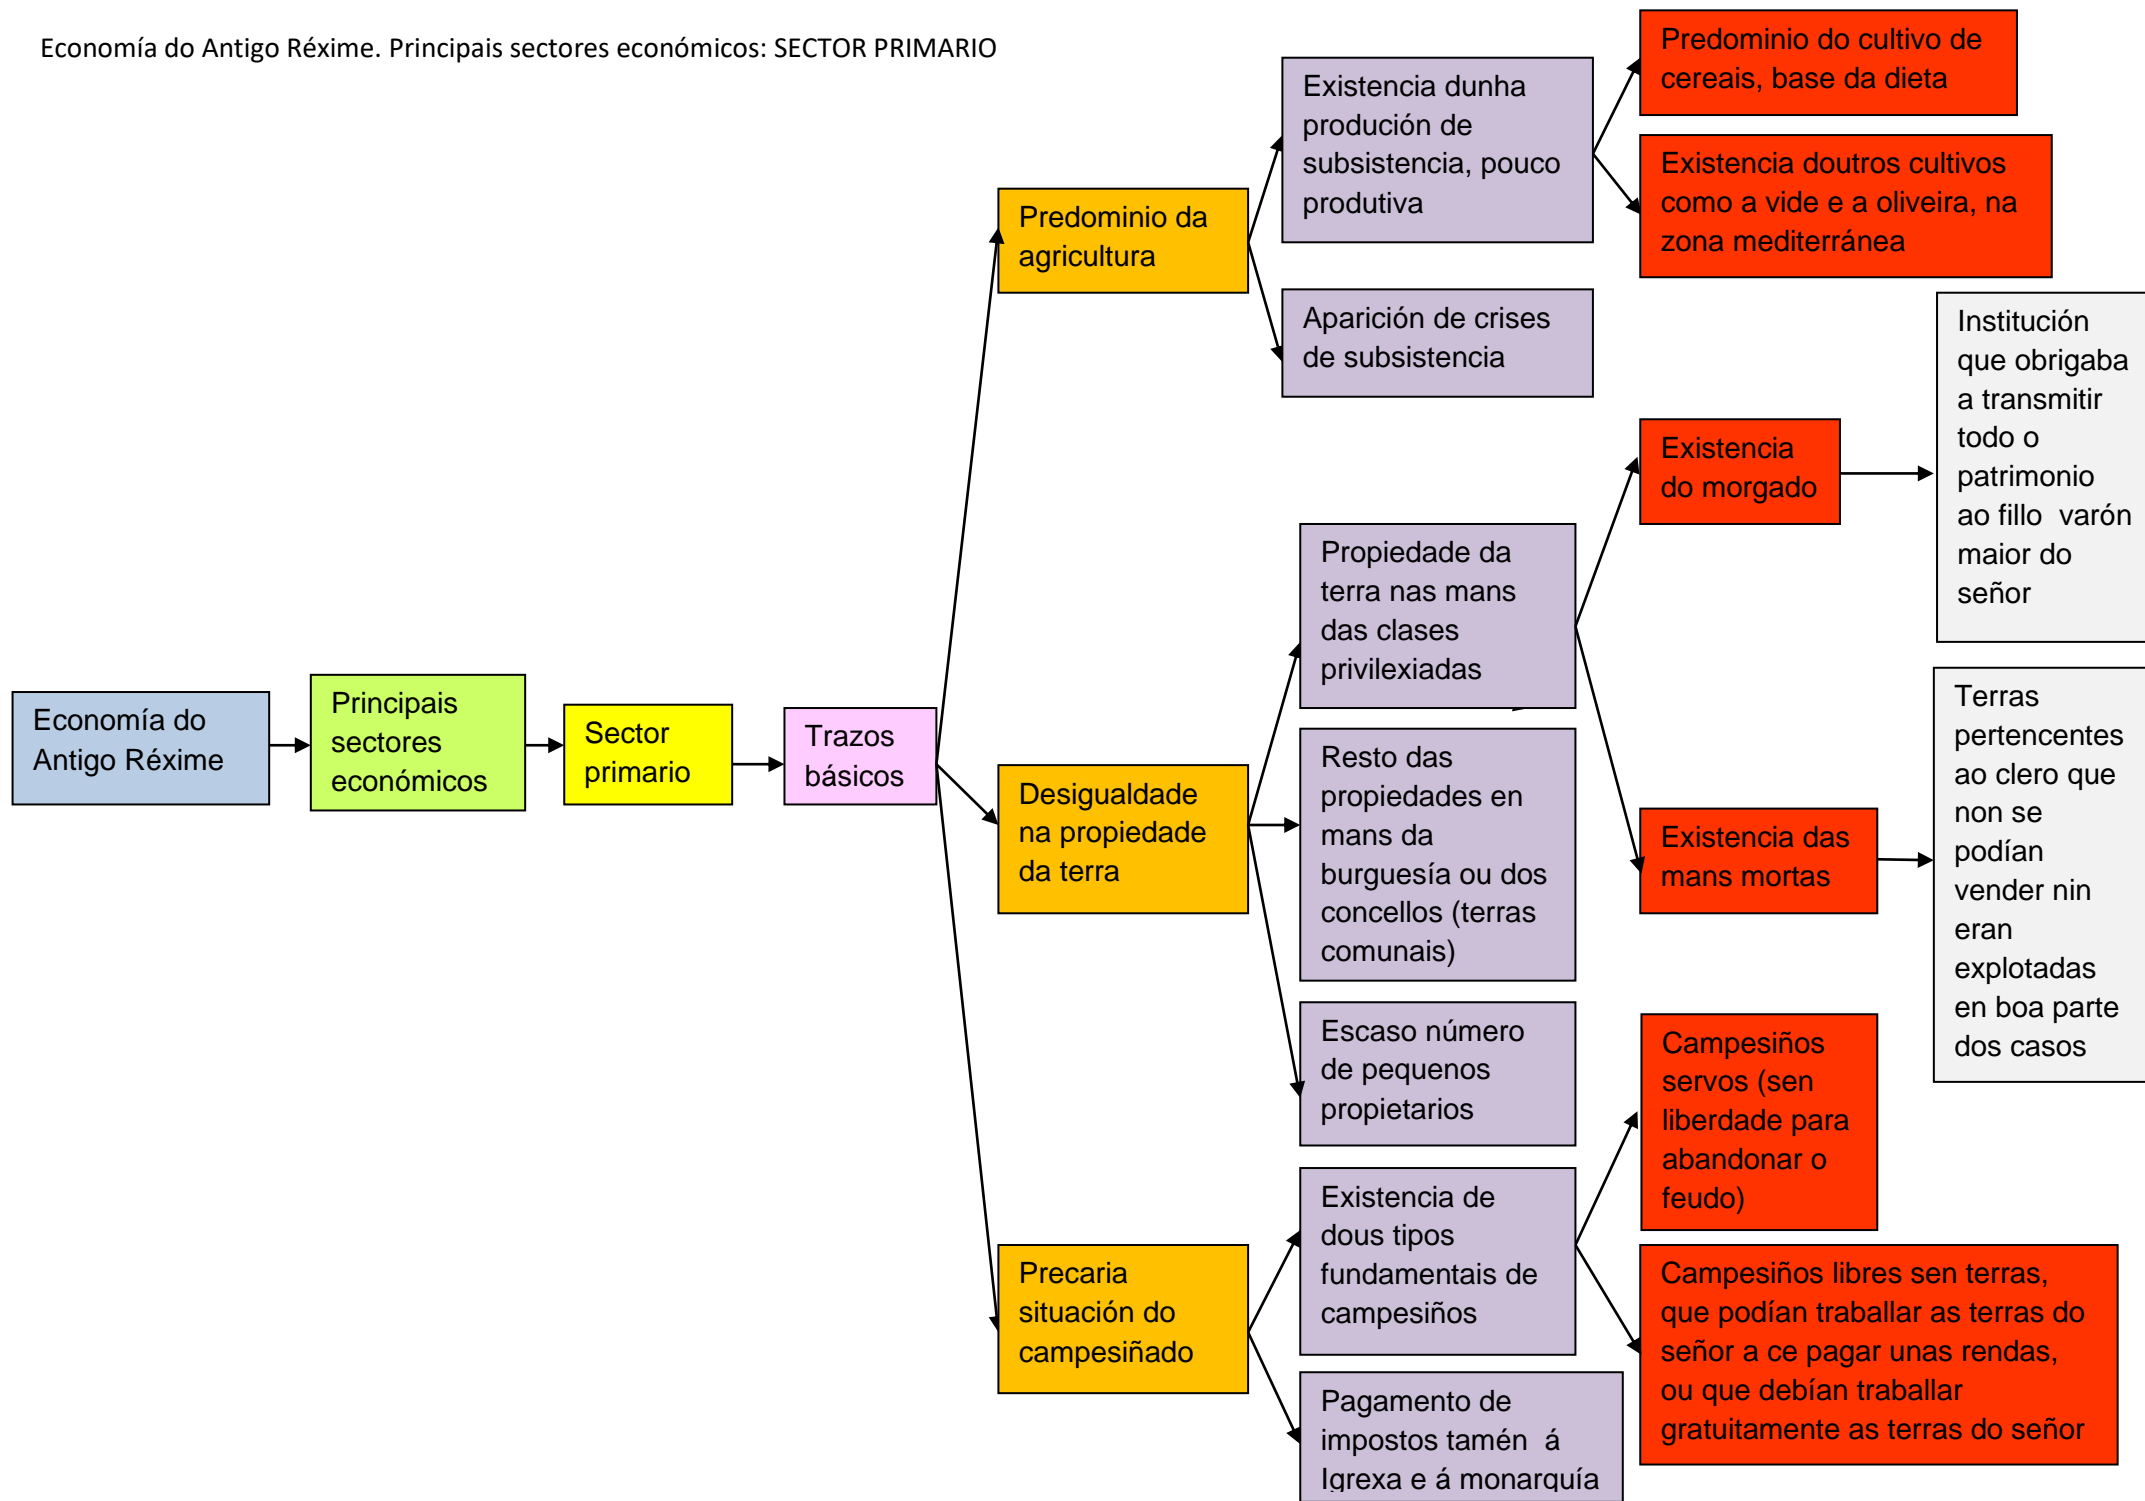 Economía do Antigo Réxime. Principais sectores económicos: SECTOR PRIMARIO
Economía do
Antigo Réxime
Principais
sectores
económicos
Sector
primario
Trazos
básicos
Predominio da
agricultura
Existencia dunha
produción de
subsistencia, pouco
produtiva
Predominio do cultivo de
cereais, base da dieta
Existencia doutros cultivos
como a vide e a oliveira, na
zona mediterránea
Aparición de crises
de subsistencia
Desigualdade
na propiedade
da terra
Propiedade da
terra nas mans
das clases
privilexiadas
Existencia
do morgado
Institución
que obrigaba
a transmitir
todo o
patrimonio
ao fillo varón
maior do
señor
Existencia das
mans mortas
Terras
pertencentes
ao clero que
non se
podían
vender nin
eran
explotadas
en boa parte
dos casos
Resto das
propiedades en
mans da
burguesía ou dos
concellos (terras
comunais)
Escaso número
de pequenos
propietarios
Precaria
situación do
campesiñado
Existencia de
dous tipos
fundamentais de
campesiños
Campesiños
servos (sen
liberdade para
abandonar o
feudo)
Campesiños libres sen terras,
que podían traballar as terras do
señor a ce pagar unas rendas,
ou que debían traballar
gratuitamente as terras do señor
Pagamento de
impostos tamén á
Igrexa e á monarquía